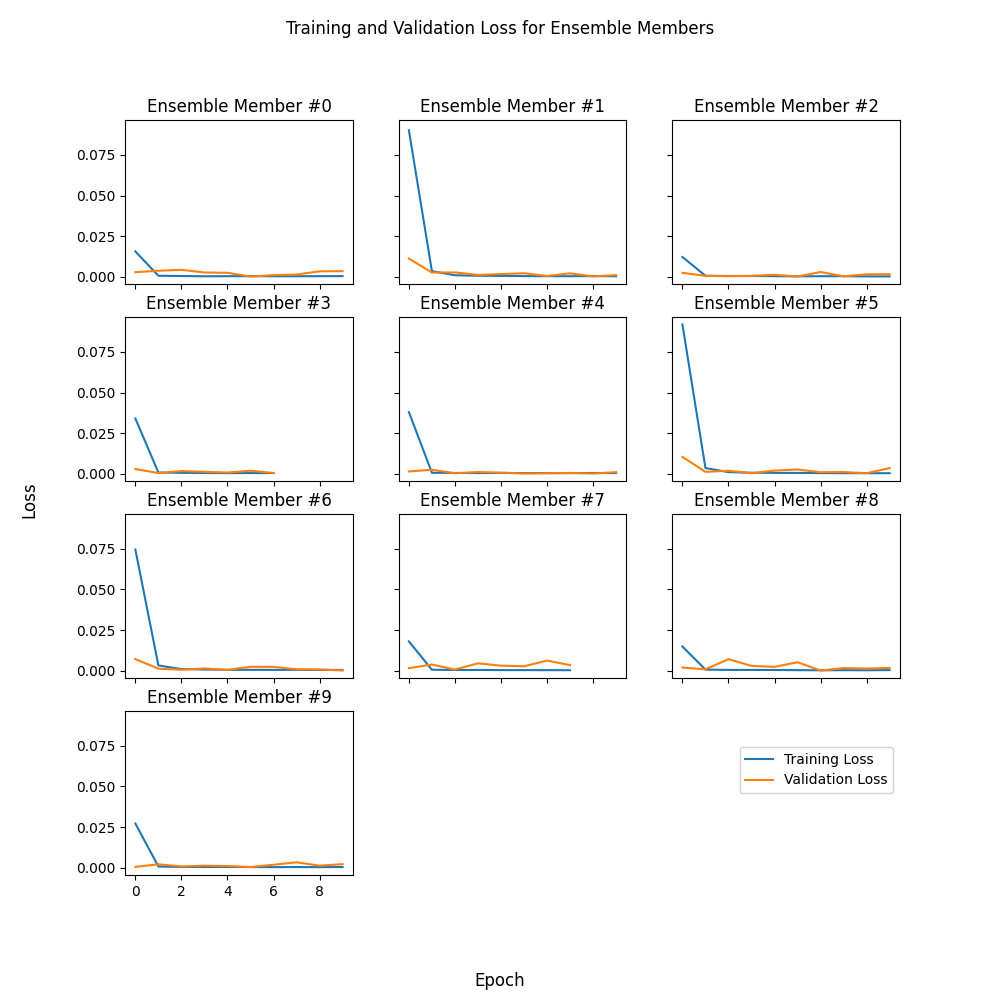 Training and Validation Loss for Ensemble Members
Ensemble Member #0
Ensemble Member #1
Ensemble Member #2
0.075
0.050
0.025
0.000
Ensemble Member #3
Ensemble Member #4
Ensemble Member #5
0.075
0.050
0.025
0.000
Loss
Ensemble Member #6
Ensemble Member #7
Ensemble Member #8
0.075
0.050
0.025
0.000
Ensemble Member #9
0.075
0.050
0.025
0.000
0 2 4 6 8
Training Loss
Validation Loss
Epoch